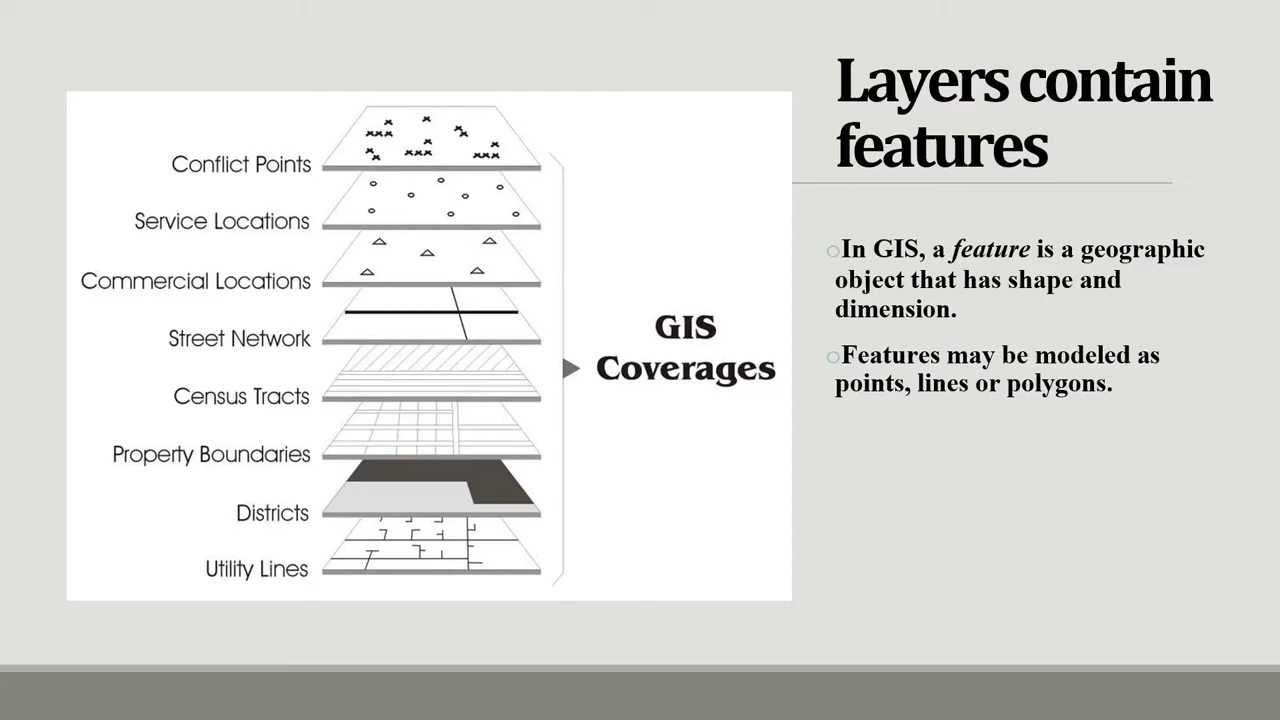 Layers contain
features
Conflict Points
Service Locations
Commercial Locations
Street Network
Census Tracts
Property Boundaries
Districts
Utility Lines
GIS
Coverages
In GIS, a feature is a geographic
object that has shape and
dimension.
Features may be modeled as
points, lines or polygons.